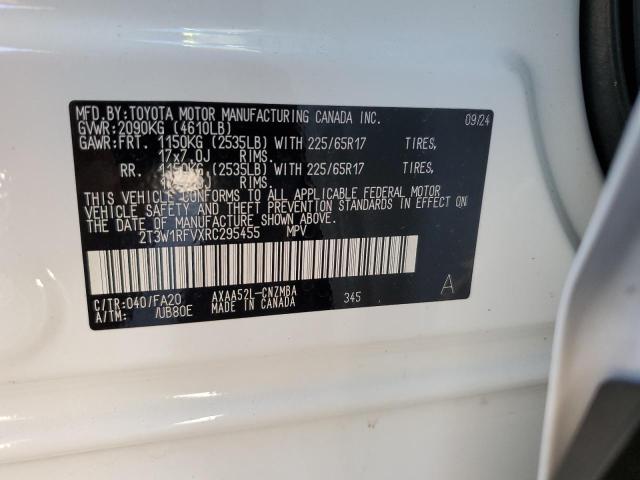 MFD.BY:TOYOTA MOTOR MANUFACTURING CANADA INC. 09/24
GVWR:2090KG (4610LB)
GAWR:FRT. 1150KG (2535LB) WITH 225/65R17 TIRES,
17x7.0J RIMS.
RR. 1150KG (2535LB) WITH 225/65R17 TIRES,
RIMS.
THIS VEHICLE CONFORMS TO ALL APPLICABLE FEDERAL MOTOR
VEHICLE SAFETY AND THEFT PREVENTION STANDARDS IN EFFECT ON
THE DATE OF MANUFACTURE SHOWN ABOVE.
2T3W1RFVXRC295455 MPV
C/TR:040/FA20 AXAA52L-CNZMBA 345 A
A/TM: /UB80E MADE IN CANADA